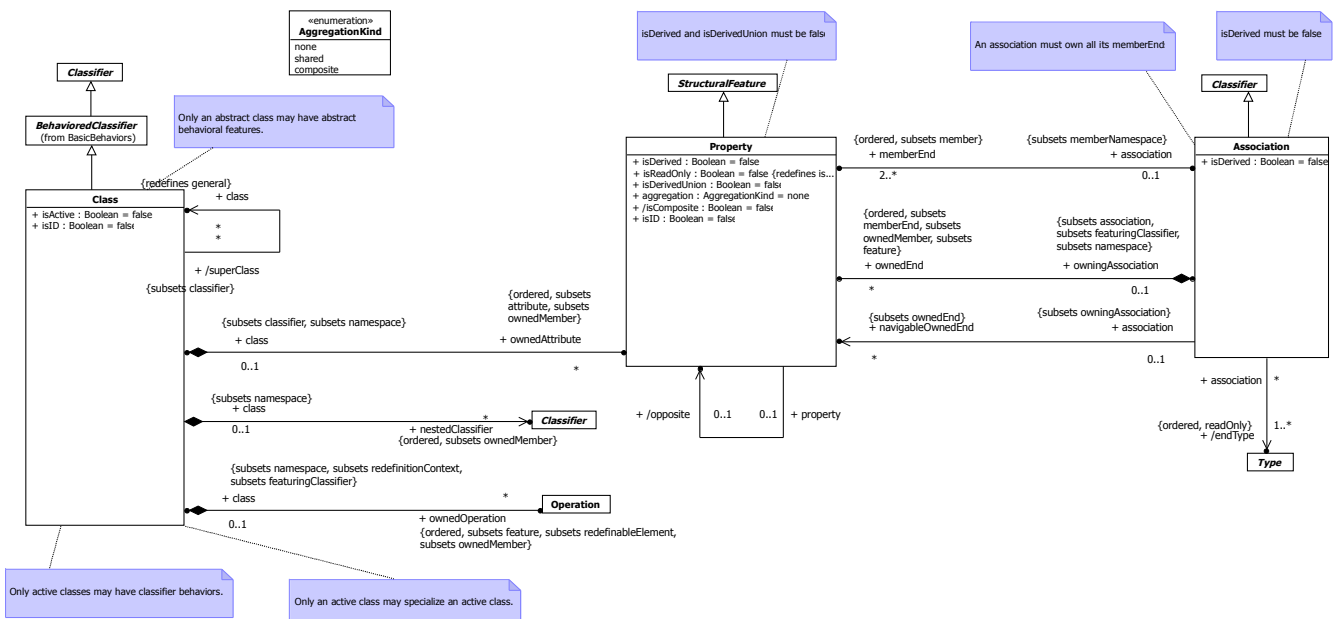 «enumeration»
AggregationKind
none
shared
composite
isDerived and isDerivedUnion must be false
An association must own all its memberEnd
isDerived must be false
Classifier
StructuralFeature
Classifier
BehavioredClassifier
(from BasicBehaviors)
Only an abstract class may have abstract
behavioral features.
Class
+ isActive : Boolean = false
+ isID : Boolean = false
{redefines general}
+ class
*
*
+ /superClass
{subsets classifier}
Property
+ isDerived : Boolean = false
+ isReadOnly : Boolean = false {redefines is...
+ isDerivedUnion : Boolean = false
+ aggregation : AggregationKind = none
+ /isComposite : Boolean = false
+ isID : Boolean = false
{ordered, subsets member}
+ memberEnd
2..*
{subsets memberNamespace}
+ association
0..1
Association
+ isDerived : Boolean = false
{ordered, subsets
memberEnd, subsets
ownedMember, subsets
feature}
+ ownedEnd
*
{subsets association,
subsets featuringClassifier,
subsets namespace}
+ owningAssociation
0..1
{subsets ownedEnd}
+ navigableOwnedEnd
*
{subsets owningAssociation}
+ association
0..1
{subsets classifier, subsets namespace}
+ class
0..1
{ordered, subsets
attribute, subsets
ownedMember}
+ ownedAttribute
*
+ /opposite
0..1
0..1
+ property
+ association
*
{ordered, readOnly}
+ /endType
1..*
Type
{subsets namespace}
+ class
0..1
*
+ nestedClassifier
{ordered, subsets ownedMember}
Classifier
{subsets namespace, subsets redefinitionContext,
subsets featuringClassifier}
+ class
0..1
*
+ ownedOperation
{ordered, subsets feature, subsets redefinableElement,
subsets ownedMember}
Operation
Only active classes may have classifier behaviors.
Only an active class may specialize an active class.